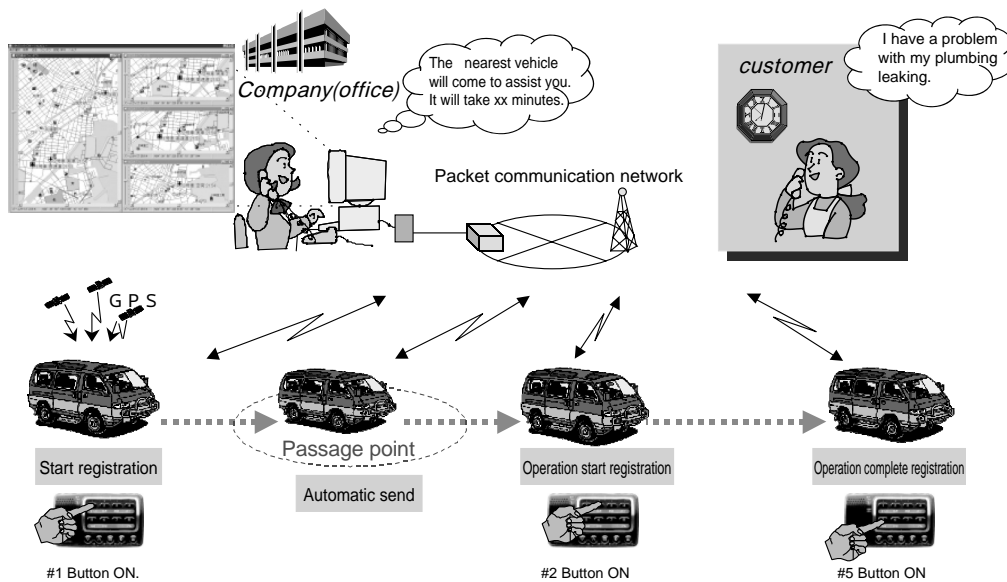 Company(office)
The nearest vehicle
will come to assist you.
It will take xx minutes.
customer
I have a problem
with my plumbing
leaking.
Packet communication network
GPS
Passage point
Start registration
Automatic send
Operation start registration
Operation complete registration
#1 Button ON.
#2 Button ON
#5 Button ON